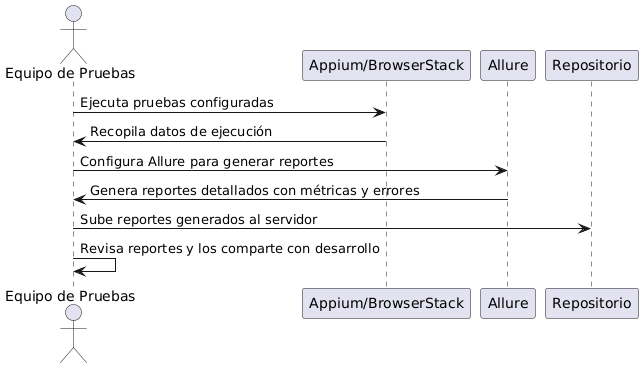 Equipo de Pruebas
Appium/BrowserStack
Allure
Repositorio
Ejecuta pruebas configuradas
Recopila datos de ejecución
Configura Allure para generar reportes
Genera reportes detallados con métricas y errores
Sube reportes generados al servidor
Revisa reportes y los comparte con desarrollo
Equipo de Pruebas
Appium/BrowserStack
Allure
Repositorio